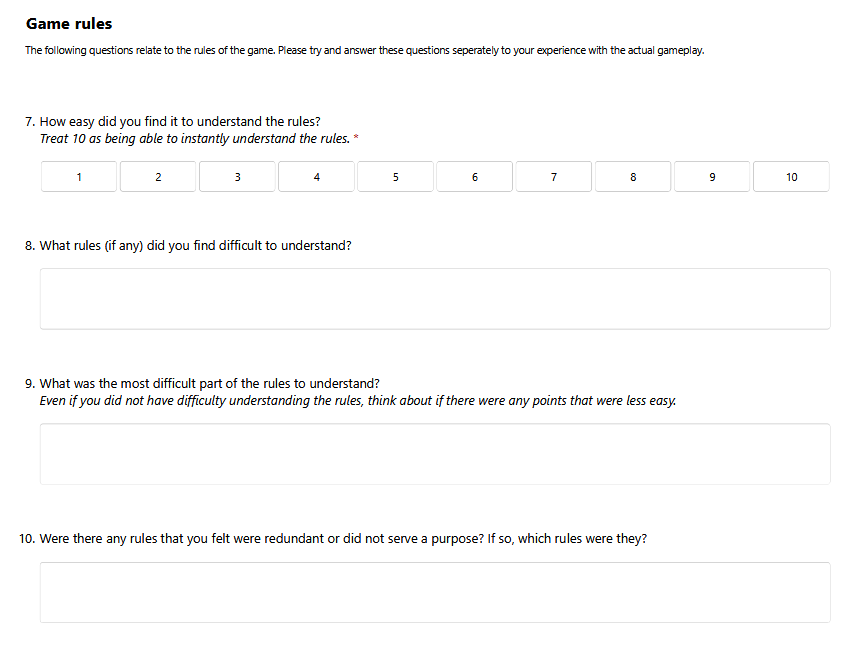 Game rules
The following questions relate to the rules of the game. Please try and answer these questions seperately to your experience with the actual gameplay.
7. How easy did you find it to understand the rules?
Treat 10 as being able to instantly understand the rules. *
1 2 3 4 5 6 7 8 9 10
8. What rules (if any) did you find difficult to understand?
9. What was the most difficult part of the rules to understand?
Even if you did not have difficulty understanding the rules, think about if there were any points that were less easy.
10. Were there any rules that you felt were redundant or did not serve a purpose? If so, which rules were they?